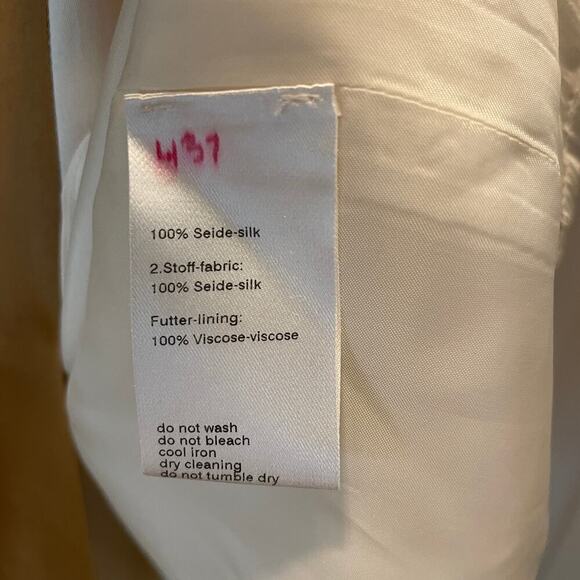 437
100% Seide-silk
2.Stoff-fabric:
100% Seide-silk
Futter-lining:
100% Viscose-viscose
do not wash
do not bleach
cool iron
dry cleaning
do not tumble dry